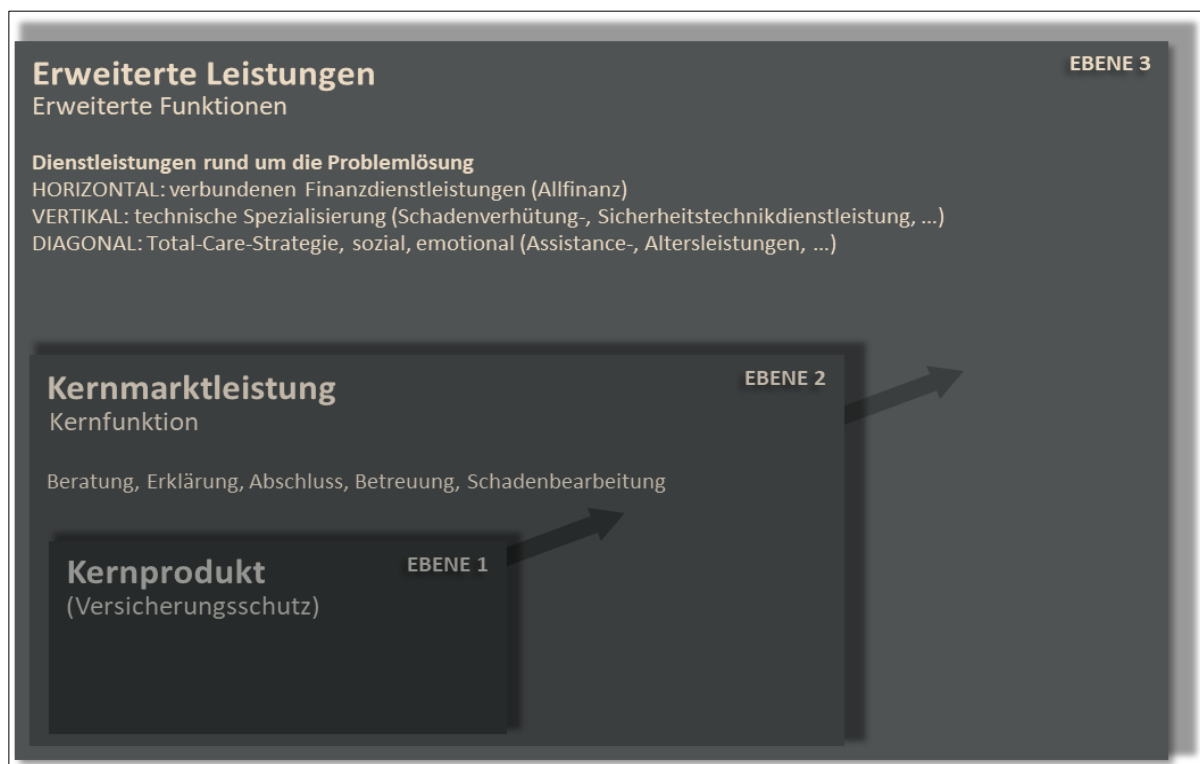 Erweiterte Leistungen
EBENE 3
Erweiterte Funktionen
Dienstleistungen rund um die Problemlösung
HORIZONTAL: verbundenen Finanzdienstleistungen (Allfinanz)
VERTIKAL: technische Spezialisierung (Schadenverhütung-, Sicherheitstechnikdienstleistung, ...)
DIAGONAL: Total-Care-Strategie, sozial, emotional (Assistance-, Altersleistungen, ...)
Kernmarktleistung
EBENE 2
Kernfunktion
Beratung, Erklärung, Abschluss, Betreuung, Schadenbearbeitung
Kernprodukt
EBENE 1
(Versicherungsschutz)